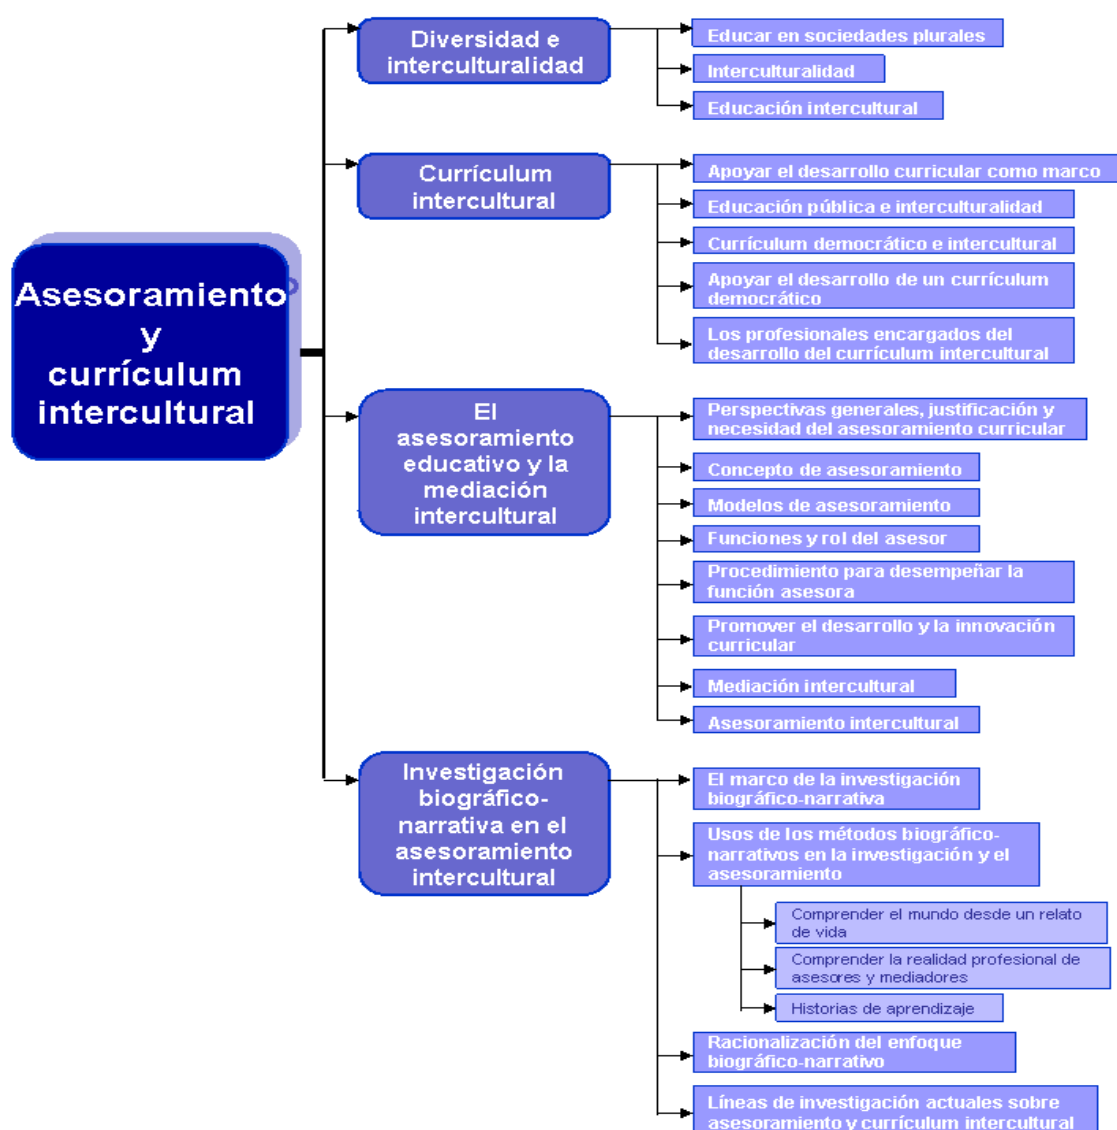 Asesoramiento
y
currículum
intercultural
Diversidad e
interculturalidad
Educar en sociedades plurales
Interculturalidad
Educación intercultural
Currículum
intercultural
Apoyar el desarrollo curricular como marco
Educación pública e interculturalidad
Currículum democrático e intercultural
Apoyar el desarrollo de un currículum
democrático
Los profesionales encargados del
desarrollo del currículum intercultural
El
asesoramiento
educativo y la
mediación
intercultural
Perspectivas generales, justificación y
necesidad del asesoramiento curricular
Concepto de asesoramiento
Modelos de asesoramiento
Funciones y rol del asesor
Procedimiento para desempeñar la
función asesora
Promover el desarrollo y la innovación
curricular
Mediación intercultural
Asesoramiento intercultural
Investigación
biográfico-
narrativa en el
asesoramiento
intercultural
El marco de la investigación
biográfico-narrativa
Usos de los métodos biográfico-
narrativos en la investigación y el
asesoramiento
Comprender el mundo desde un relato
de vida
Comprender la realidad profesional de
asesores y mediadores
Historias de aprendizaje
Racionalización del enfoque
biográfico-narrativo
Líneas de investigación actuales sobre
asesoramiento y currículum intercultural